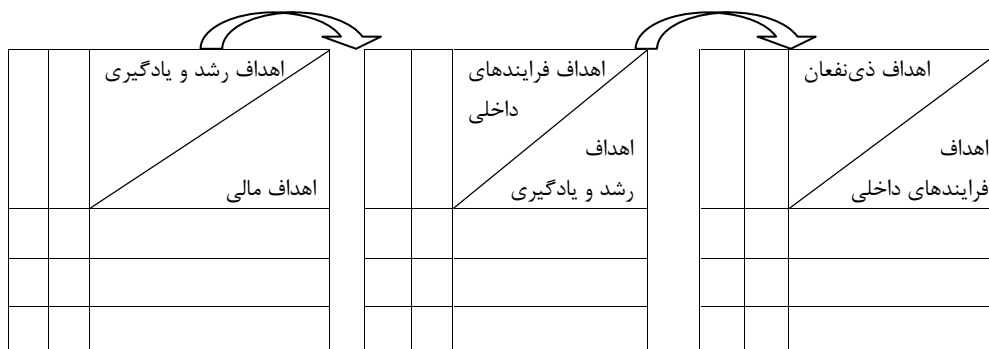 اهداف ذی‌نفعان
اهداف
فرایندهای داخلی
اهداف فرایندهای
داخلی
اهداف
رشد و یادگیری
اهداف رشد و یادگیری
اهداف مالی